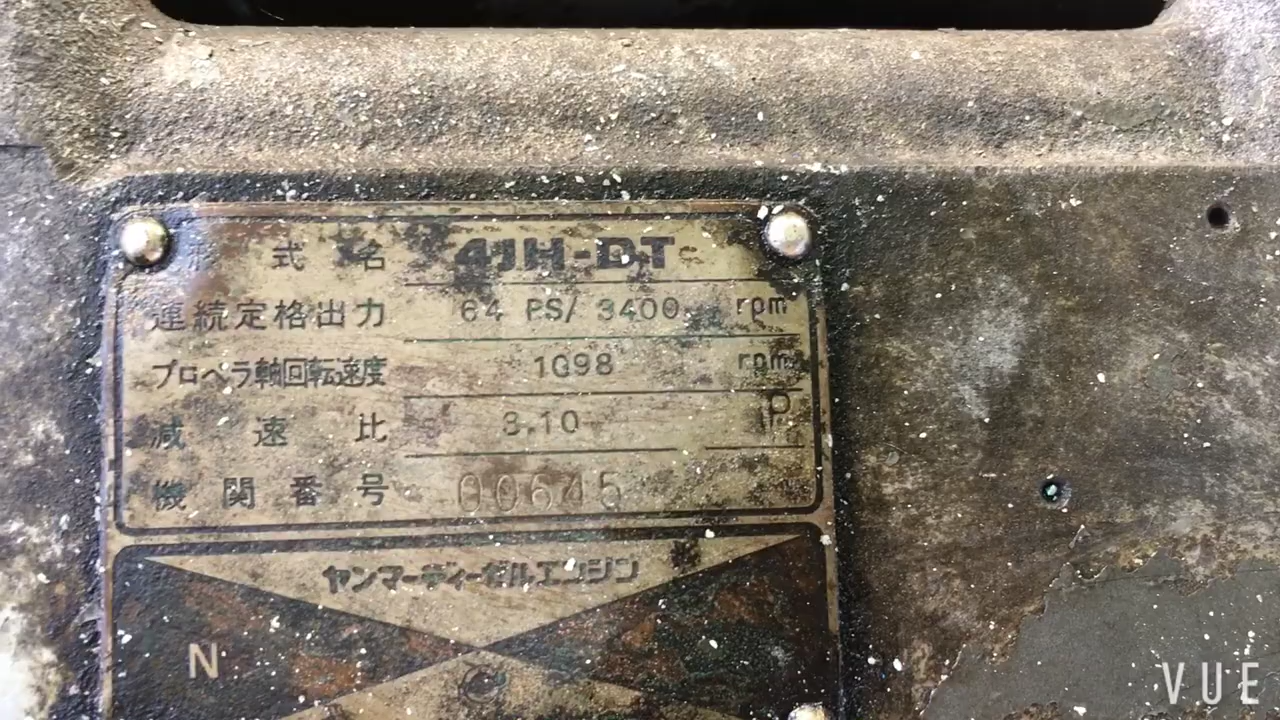 式名 4JH-DT
連続定格出力 64 PS/3400 rpm
プロペラ軸回転速度 1098 rpm
減速比 3.10 P
機関番号 00645
ヤンマーディーゼルエンジン
N
VUE